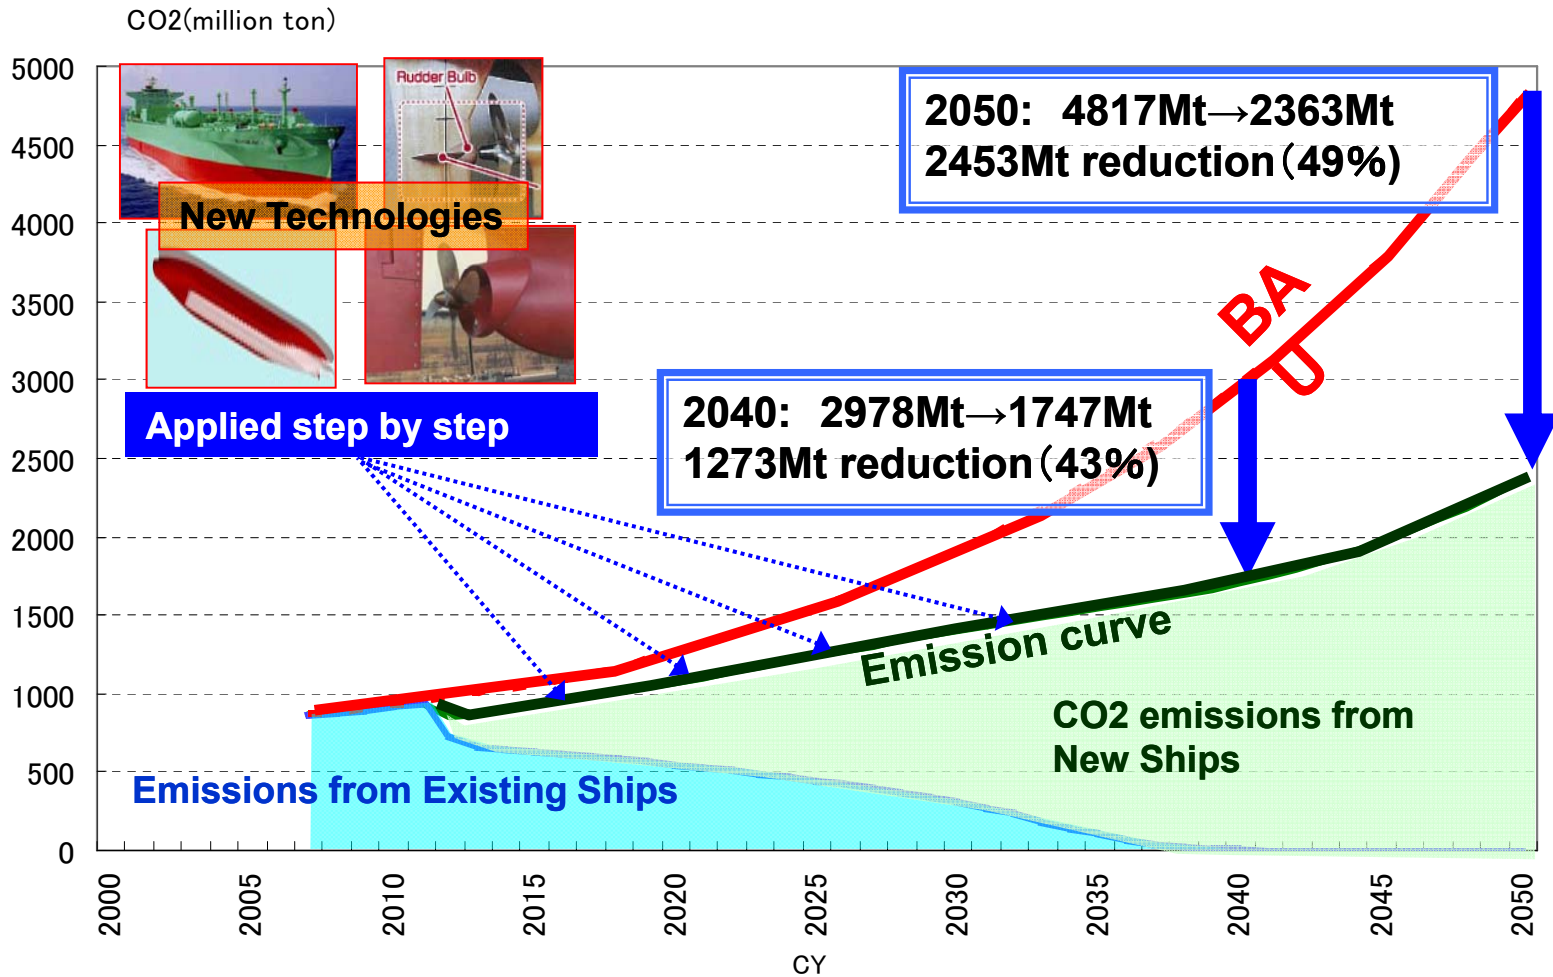 CO2(million ton)
5000
4500
4000
3500
3000
2500
2000
1500
1000
500
0
Rudder Bulb
New Technologies
Applied step by step
2050: 4817Mt→2363Mt
2453Mt reduction(49%)
2040: 2978Mt→1747Mt
1273Mt reduction(43%)
BA
U
Emission curve
CO2 emissions from
New Ships
Emissions from Existing Ships
2000
2005
2010
2015
2020
2025
2030
2035
2040
2045
2050
CY